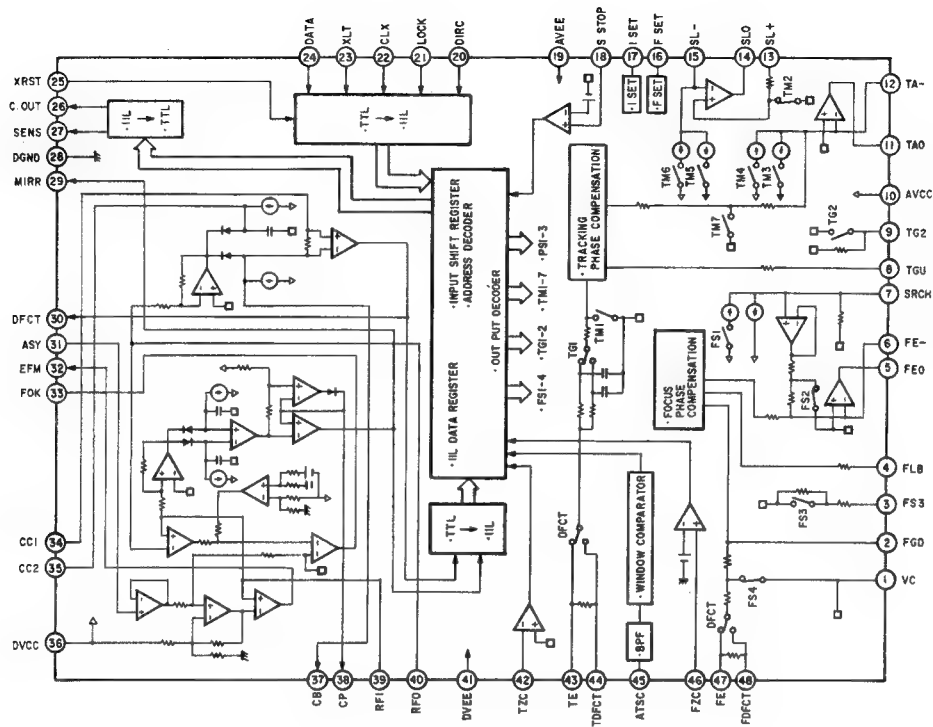 DATA
XLT
CLX
LOCK
DIRC
AVEE
S STOP
I SET
F SET
SL-
SLO
SL+
24
23
22
21
20
19
18
17
16
15
14
13
XRST
25
C.OUT
26
SENS
27
DGND
28
MIRR
29
DFCT
30
ASY
31
EFM
32
FOK
33
CC1
34
CC2
35
DVCC
36
·IIL → ·TTL
·TTL → ·IIL
·I SET
·F SET
·IIL DATA REGISTER
·INPUT SHIFT REGISTER
·ADDRESS DECODER
·OUT PUT DECODER
·PS1-3
·TM1-7
·TG1-2
·FS1-4
·TTL → ·IIL
·TRACKING
PHASE COMPENSATION
·FOCUS
PHASE
COMPENSATION
·WINDOW COMPARATOR
·BPF
TM2
TM6
TM5
TM4
TM3
TM7
TG2
TG1
TM1
FS1
FS2
FS3
FS4
DFCT
DFCT
12
TA-
11
TAO
10
AVCC
9
TG2
8
TGU
7
SRCH
6
FE-
5
FEO
4
FLB
3
FS3
2
FGD
1
VC
37
38
39
40
41
42
43
44
45
46
47
48
CB
CP
RFI
RFO
DVEE
TZC
TE
TDFCT
ATSC
FZC
FE
FDFCT